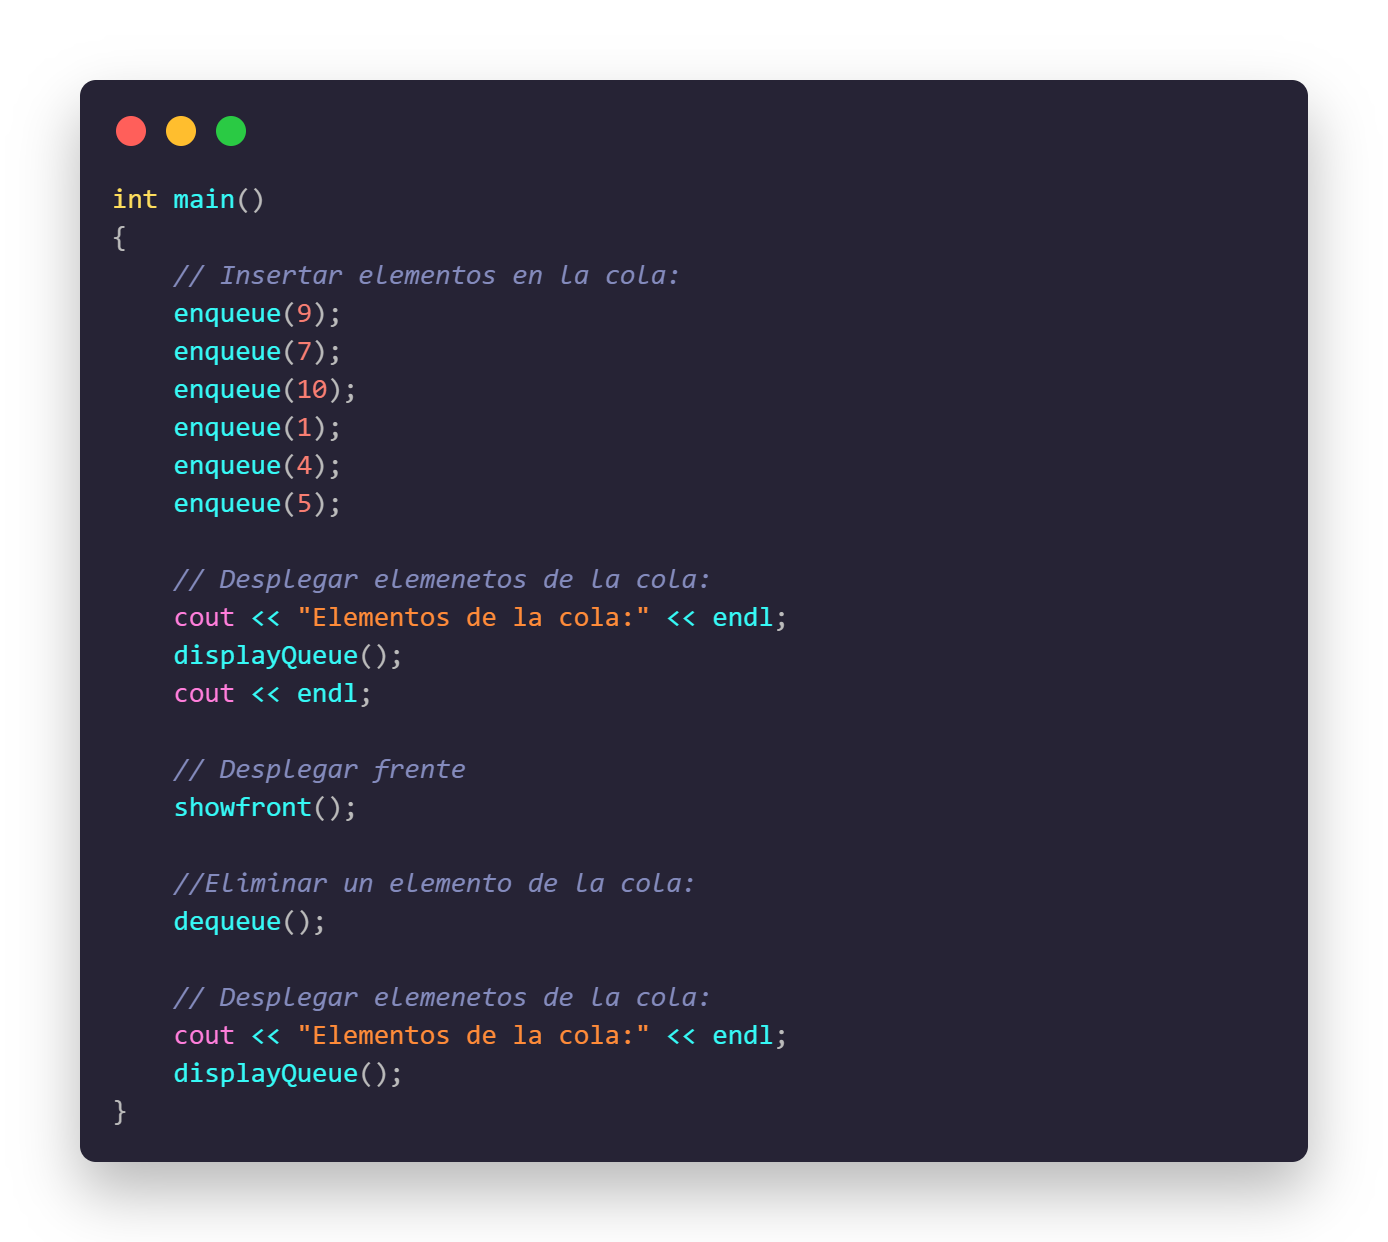 int main()
{
    // Insertar elementos en la cola:
    enqueue(9);
    enqueue(7);
    enqueue(10);
    enqueue(1);
    enqueue(4);
    enqueue(5);

    // Desplegar elemenetos de la cola:
    cout << "Elementos de la cola:" << endl;
    displayQueue();
    cout << endl;

    // Desplegar frente
    showfront();

    //Eliminar un elemento de la cola:
    dequeue();

    // Desplegar elemenetos de la cola:
    cout << "Elementos de la cola:" << endl;
    displayQueue();
}